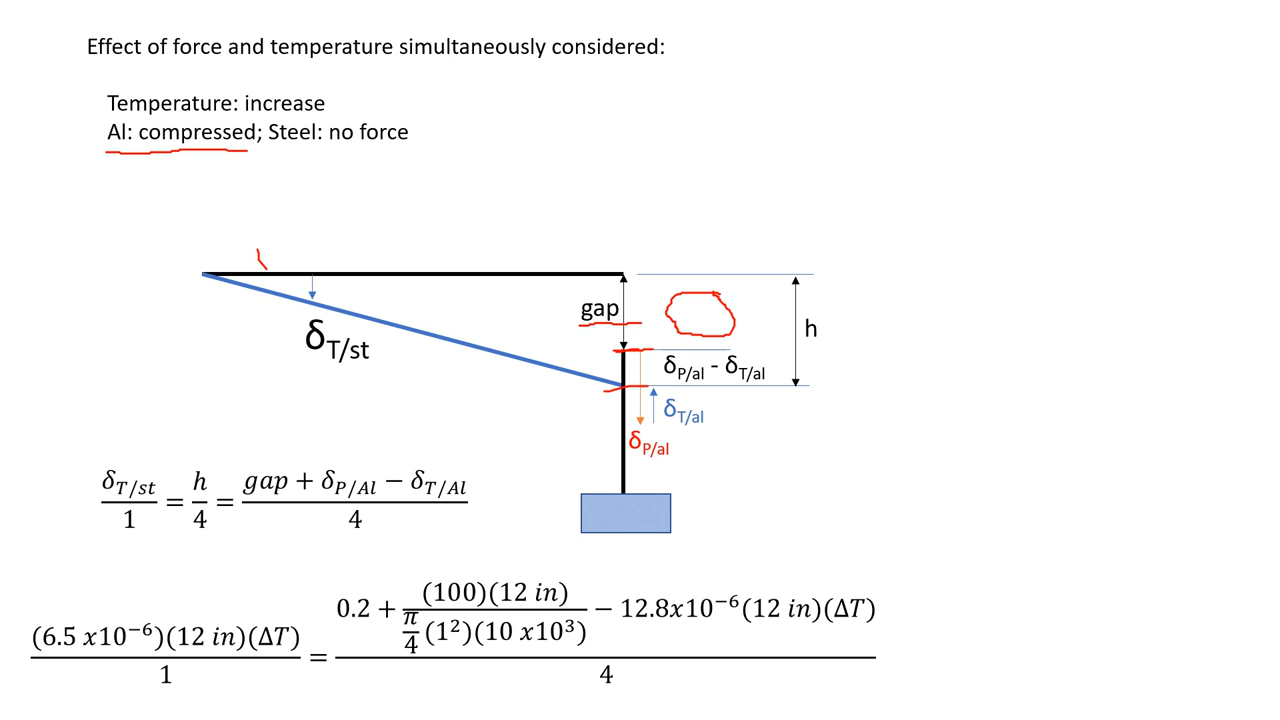 Effect of force and temperature simultaneously considered:
Temperature: increase
Al: compressed; Steel: no force
gap
h
δT/st
δP/al - δT/al
δT/al
δP/al
δT/st / 1 = h / 4 = gap + δP/Al − δT/Al / 4
(6.5 x10⁻⁶)(12 in)(ΔT) / 1 = 0.2 + (100)(12 in) / π/4 (1²)(10 x10³) − 12.8x10⁻⁶(12 in)(ΔT) / 4